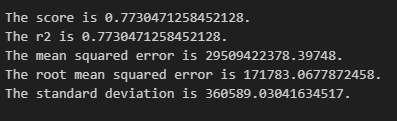 The score is 0.7730471258452128.
The r2 is 0.7730471258452128.
The mean squared error is 29509422378.39748.
The root mean squared error is 171783.0677872458.
The standard deviation is 360589.03041634517.